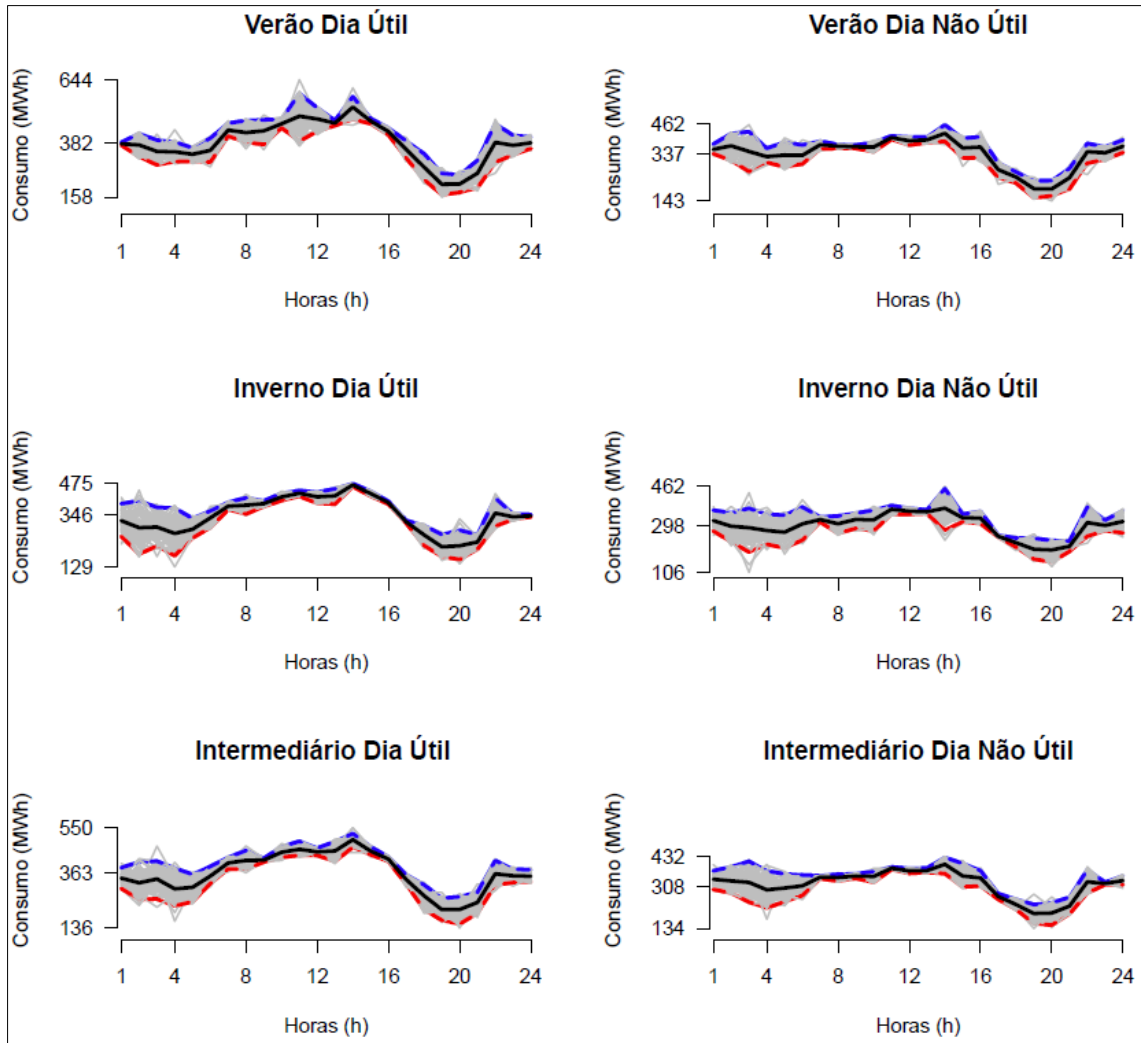 Verão Dia Útil
Consumo (MWh)
644
382
158
1 4 8 12 16 20 24
Horas (h)
Verão Dia Não Útil
Consumo (MWh)
462
337
143
1 4 8 12 16 20 24
Horas (h)
Inverno Dia Útil
Consumo (MWh)
475
346
129
1 4 8 12 16 20 24
Horas (h)
Inverno Dia Não Útil
Consumo (MWh)
462
298
106
1 4 8 12 16 20 24
Horas (h)
Intermediário Dia Útil
Consumo (MWh)
550
363
136
1 4 8 12 16 20 24
Horas (h)
Intermediário Dia Não Útil
Consumo (MWh)
432
308
134
1 4 8 12 16 20 24
Horas (h)